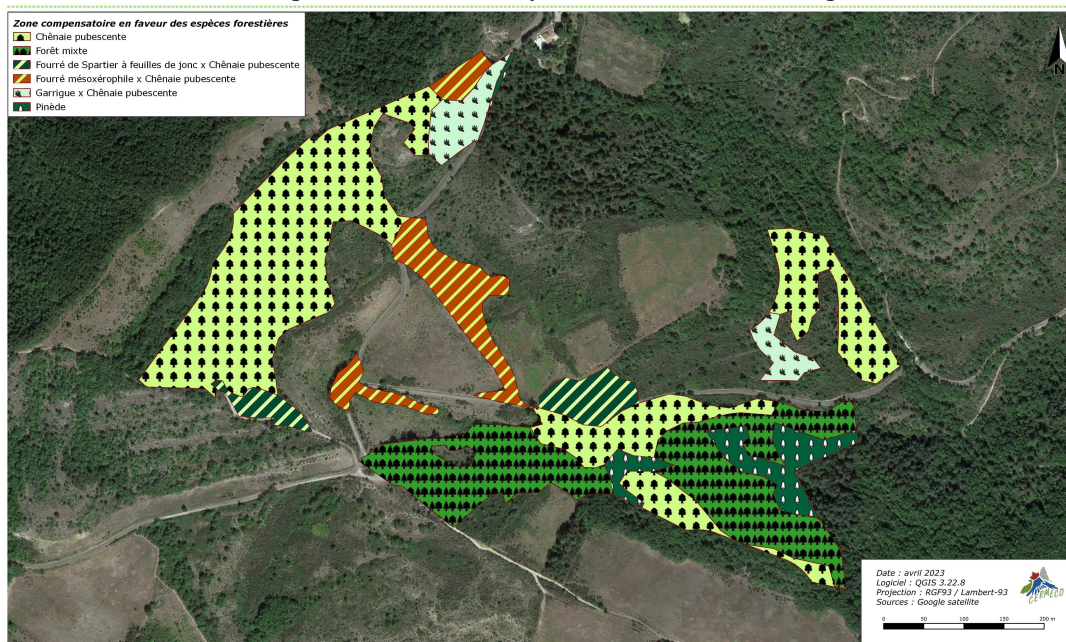 Zone compensatoire en faveur des espèces forestières
Chênaie pubescente
Forêt mixte
Fourré de Spartier à feuilles de jonc x Chênaie pubescente
Fourré mésoxérophile x Chênaie pubescente
Garrigue x Chênaie pubescente
Pinède
N
Date : avril 2023
Logiciel : QGIS 3.22.8
Projection : RGF93 / Lambert-93
Sources : Google satellite
CERMECO
0 50 100 150 200 m